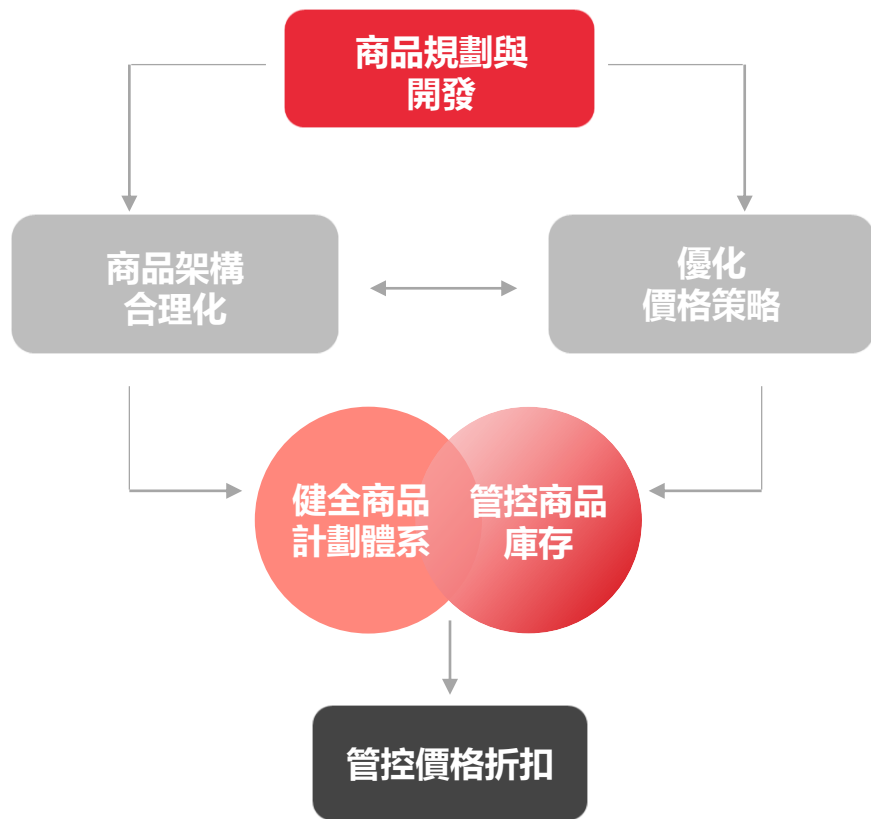 商品規劃與
開發
商品架構
合理化
優化
價格策略
健全商品
計劃體系
管控商品
庫存
管控價格折扣